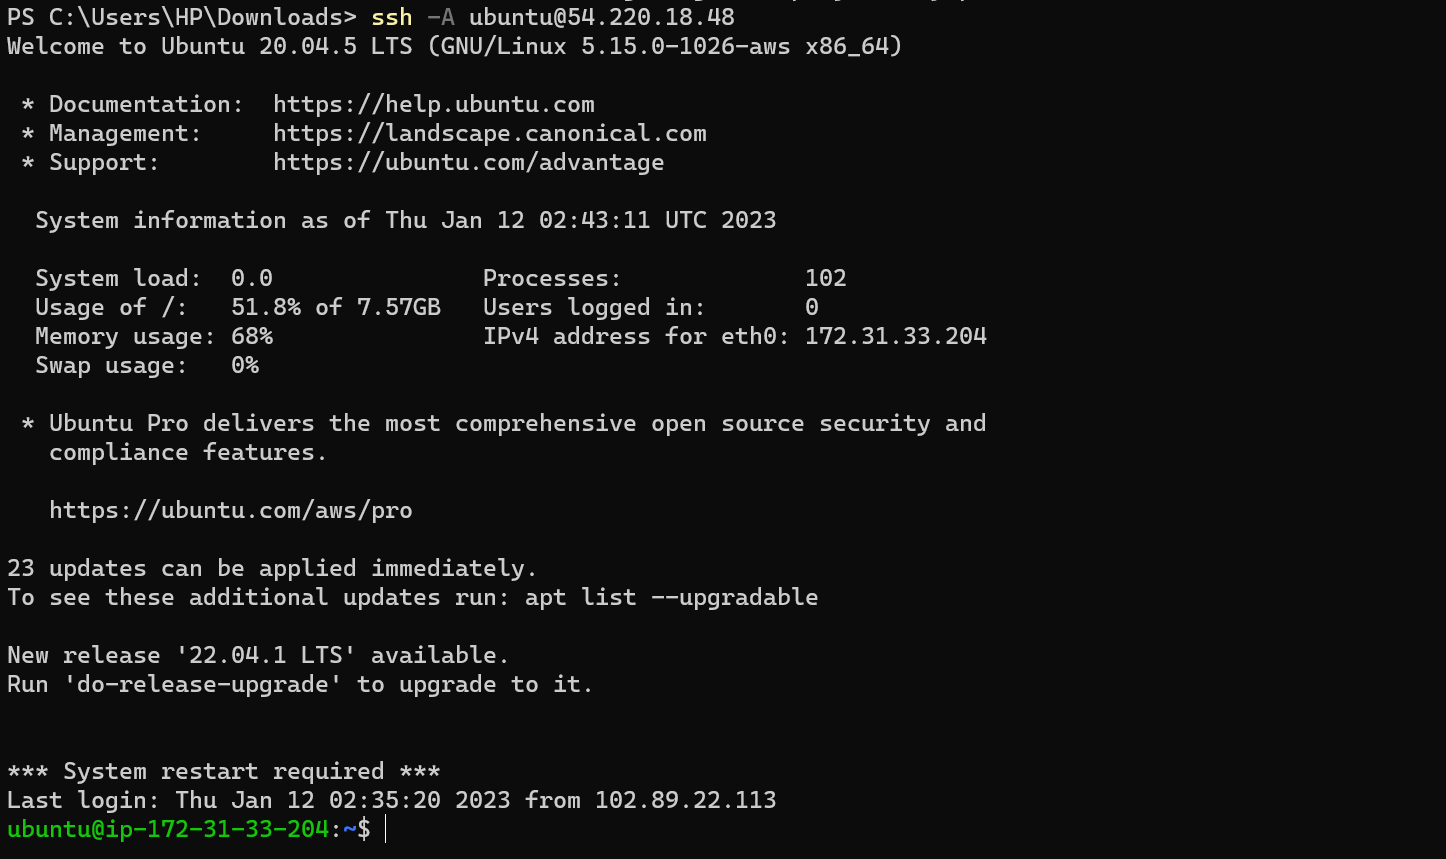 PS C:\Users\HP\Downloads> ssh -A ubuntu@54.220.18.48
Welcome to Ubuntu 20.04.5 LTS (GNU/Linux 5.15.0-1026-aws x86_64)
* Documentation:  https://help.ubuntu.com
* Management:     https://landscape.canonical.com
* Support:        https://ubuntu.com/advantage
System information as of Thu Jan 12 02:43:11 UTC 2023
System load:  0.0               Processes:             102
Usage of /:   51.8% of 7.57GB   Users logged in:       0
Memory usage: 68%               IPv4 address for eth0: 172.31.33.204
Swap usage:   0%
* Ubuntu Pro delivers the most comprehensive open source security and
compliance features.
https://ubuntu.com/aws/pro
23 updates can be applied immediately.
To see these additional updates run: apt list --upgradable
New release '22.04.1 LTS' available.
Run 'do-release-upgrade' to upgrade to it.
*** System restart required ***
Last login: Thu Jan 12 02:35:20 2023 from 102.89.22.113
ubuntu@ip-172-31-33-204:~$